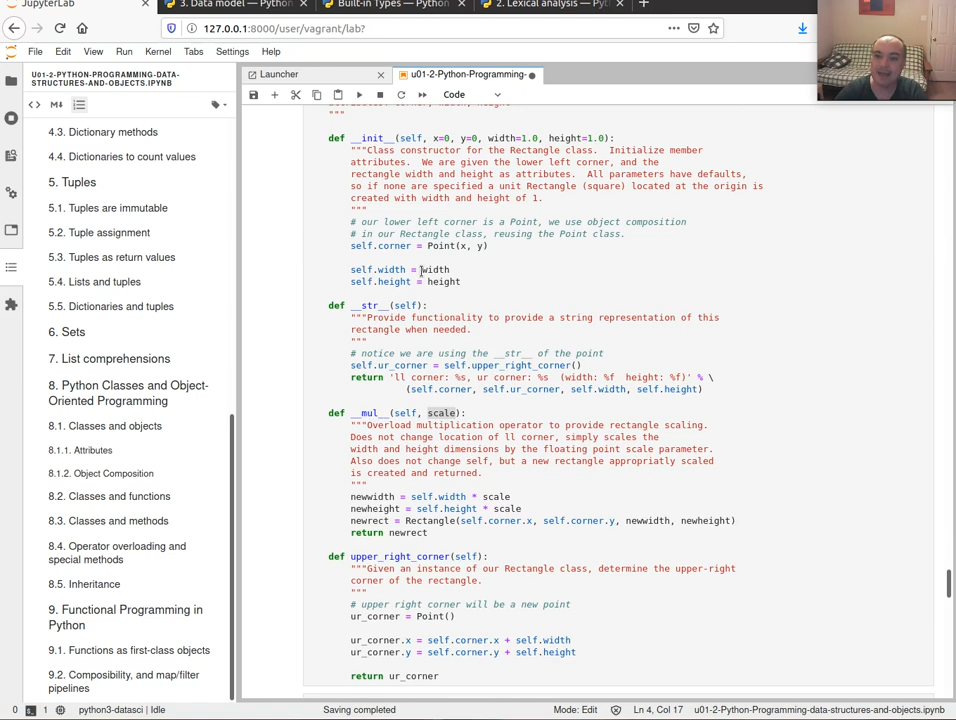 JupyterLab
3. Data model — Python
Built-in Types — Python
2. Lexical analysis — Pyt
127.0.0.1:8000/user/vagrant/lab?
File Edit View Run Kernel Tabs Settings Help
U01-2-PYTHON-PROGRAMMING-DATA-
STRUCTURES-AND-OBJECTS.IPYNB
4.3. Dictionary methods
4.4. Dictionaries to count values
5. Tuples
5.1. Tuples are immutable
5.2. Tuple assignment
5.3. Tuples as return values
5.4. Lists and tuples
5.5. Dictionaries and tuples
6. Sets
7. List comprehensions
8. Python Classes and Object-
Oriented Programming
8.1. Classes and objects
8.1.1. Attributes
8.1.2. Object Composition
8.2. Classes and functions
8.3. Classes and methods
8.4. Operator overloading and
special methods
8.5. Inheritance
9. Functional Programming in
Python
9.1. Functions as first-class objects
9.2. Composibility, and map/filter
pipelines
Launcher
u01-2-Python-Programming-
Code
"""
def __init__(self, x=0, y=0, width=1.0, height=1.0):
"""Class constructor for the Rectangle class.  Initialize member
attributes.  We are given the lower left corner, and the
rectangle width and height as attributes.  All parameters have defaults,
so if none are specified a unit Rectangle (square) located at the origin is
created with width and height of 1.
"""
# our lower left corner is a Point, we use object composition
# in our Rectangle class, reusing the Point class.
self.corner = Point(x, y)
self.width = width
self.height = height
def __str__(self):
"""Provide functionality to provide a string representation of this
rectangle when needed.
"""
# notice we are using the __str__ of the point
self.ur_corner = self.upper_right_corner()
return 'll corner: %s, ur corner: %s  (width: %f  height: %f)' % \
(self.corner, self.ur_corner, self.width, self.height)
def __mul__(self, scale):
"""Overload multiplication operator to provide rectangle scaling.
Does not change location of ll corner, simply scales the
width and height dimensions by the floating point scale parameter.
Also does not change self, but a new rectangle appropriatly scaled
is created and returned.
"""
newwidth = self.width * scale
newheight = self.height * scale
newrect = Rectangle(self.corner.x, self.corner.y, newwidth, newheight)
return newrect
def upper_right_corner(self):
"""Given an instance of our Rectangle class, determine the upper-right
corner of the rectangle.
"""
# upper right corner will be a new point
ur_corner = Point()
ur_corner.x = self.corner.x + self.width
ur_corner.y = self.corner.y + self.height
return ur_corner
0 1 python3-datasci | Idle Saving completed Mode: Edit Ln 4, Col 17 u01-2-Python-Programming-data-structures-and-objects.ipynb